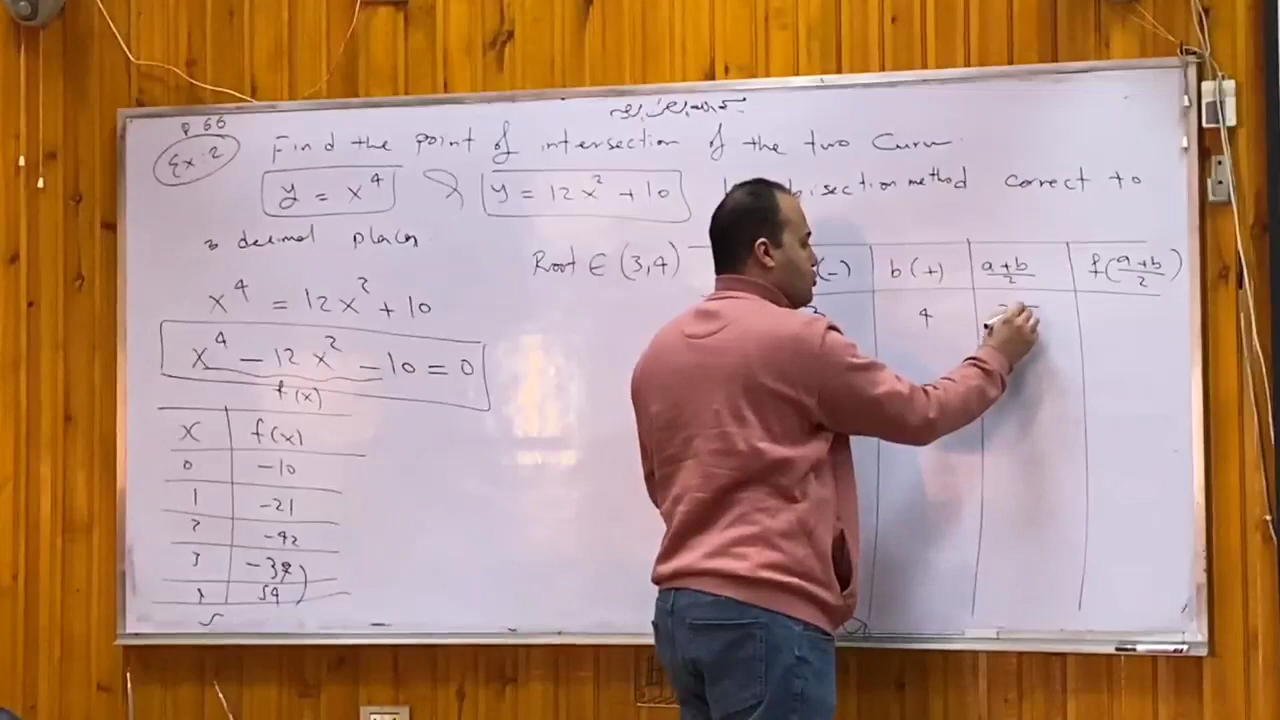 P 66
Ex: 2
Find the point of intersection of the two Curve
y = x⁴ y = 12x² + 10 bisection method correct to
3 decimal places
Root ∈ (3,4)
x⁴ = 12x² + 10
x⁴ - 12x² - 10 = 0
f(x)
x f(x)
0 -10
1 -21
2 -42
3 -37
54
(-) b(+) a+b/2 f(a+b/2)
3 4